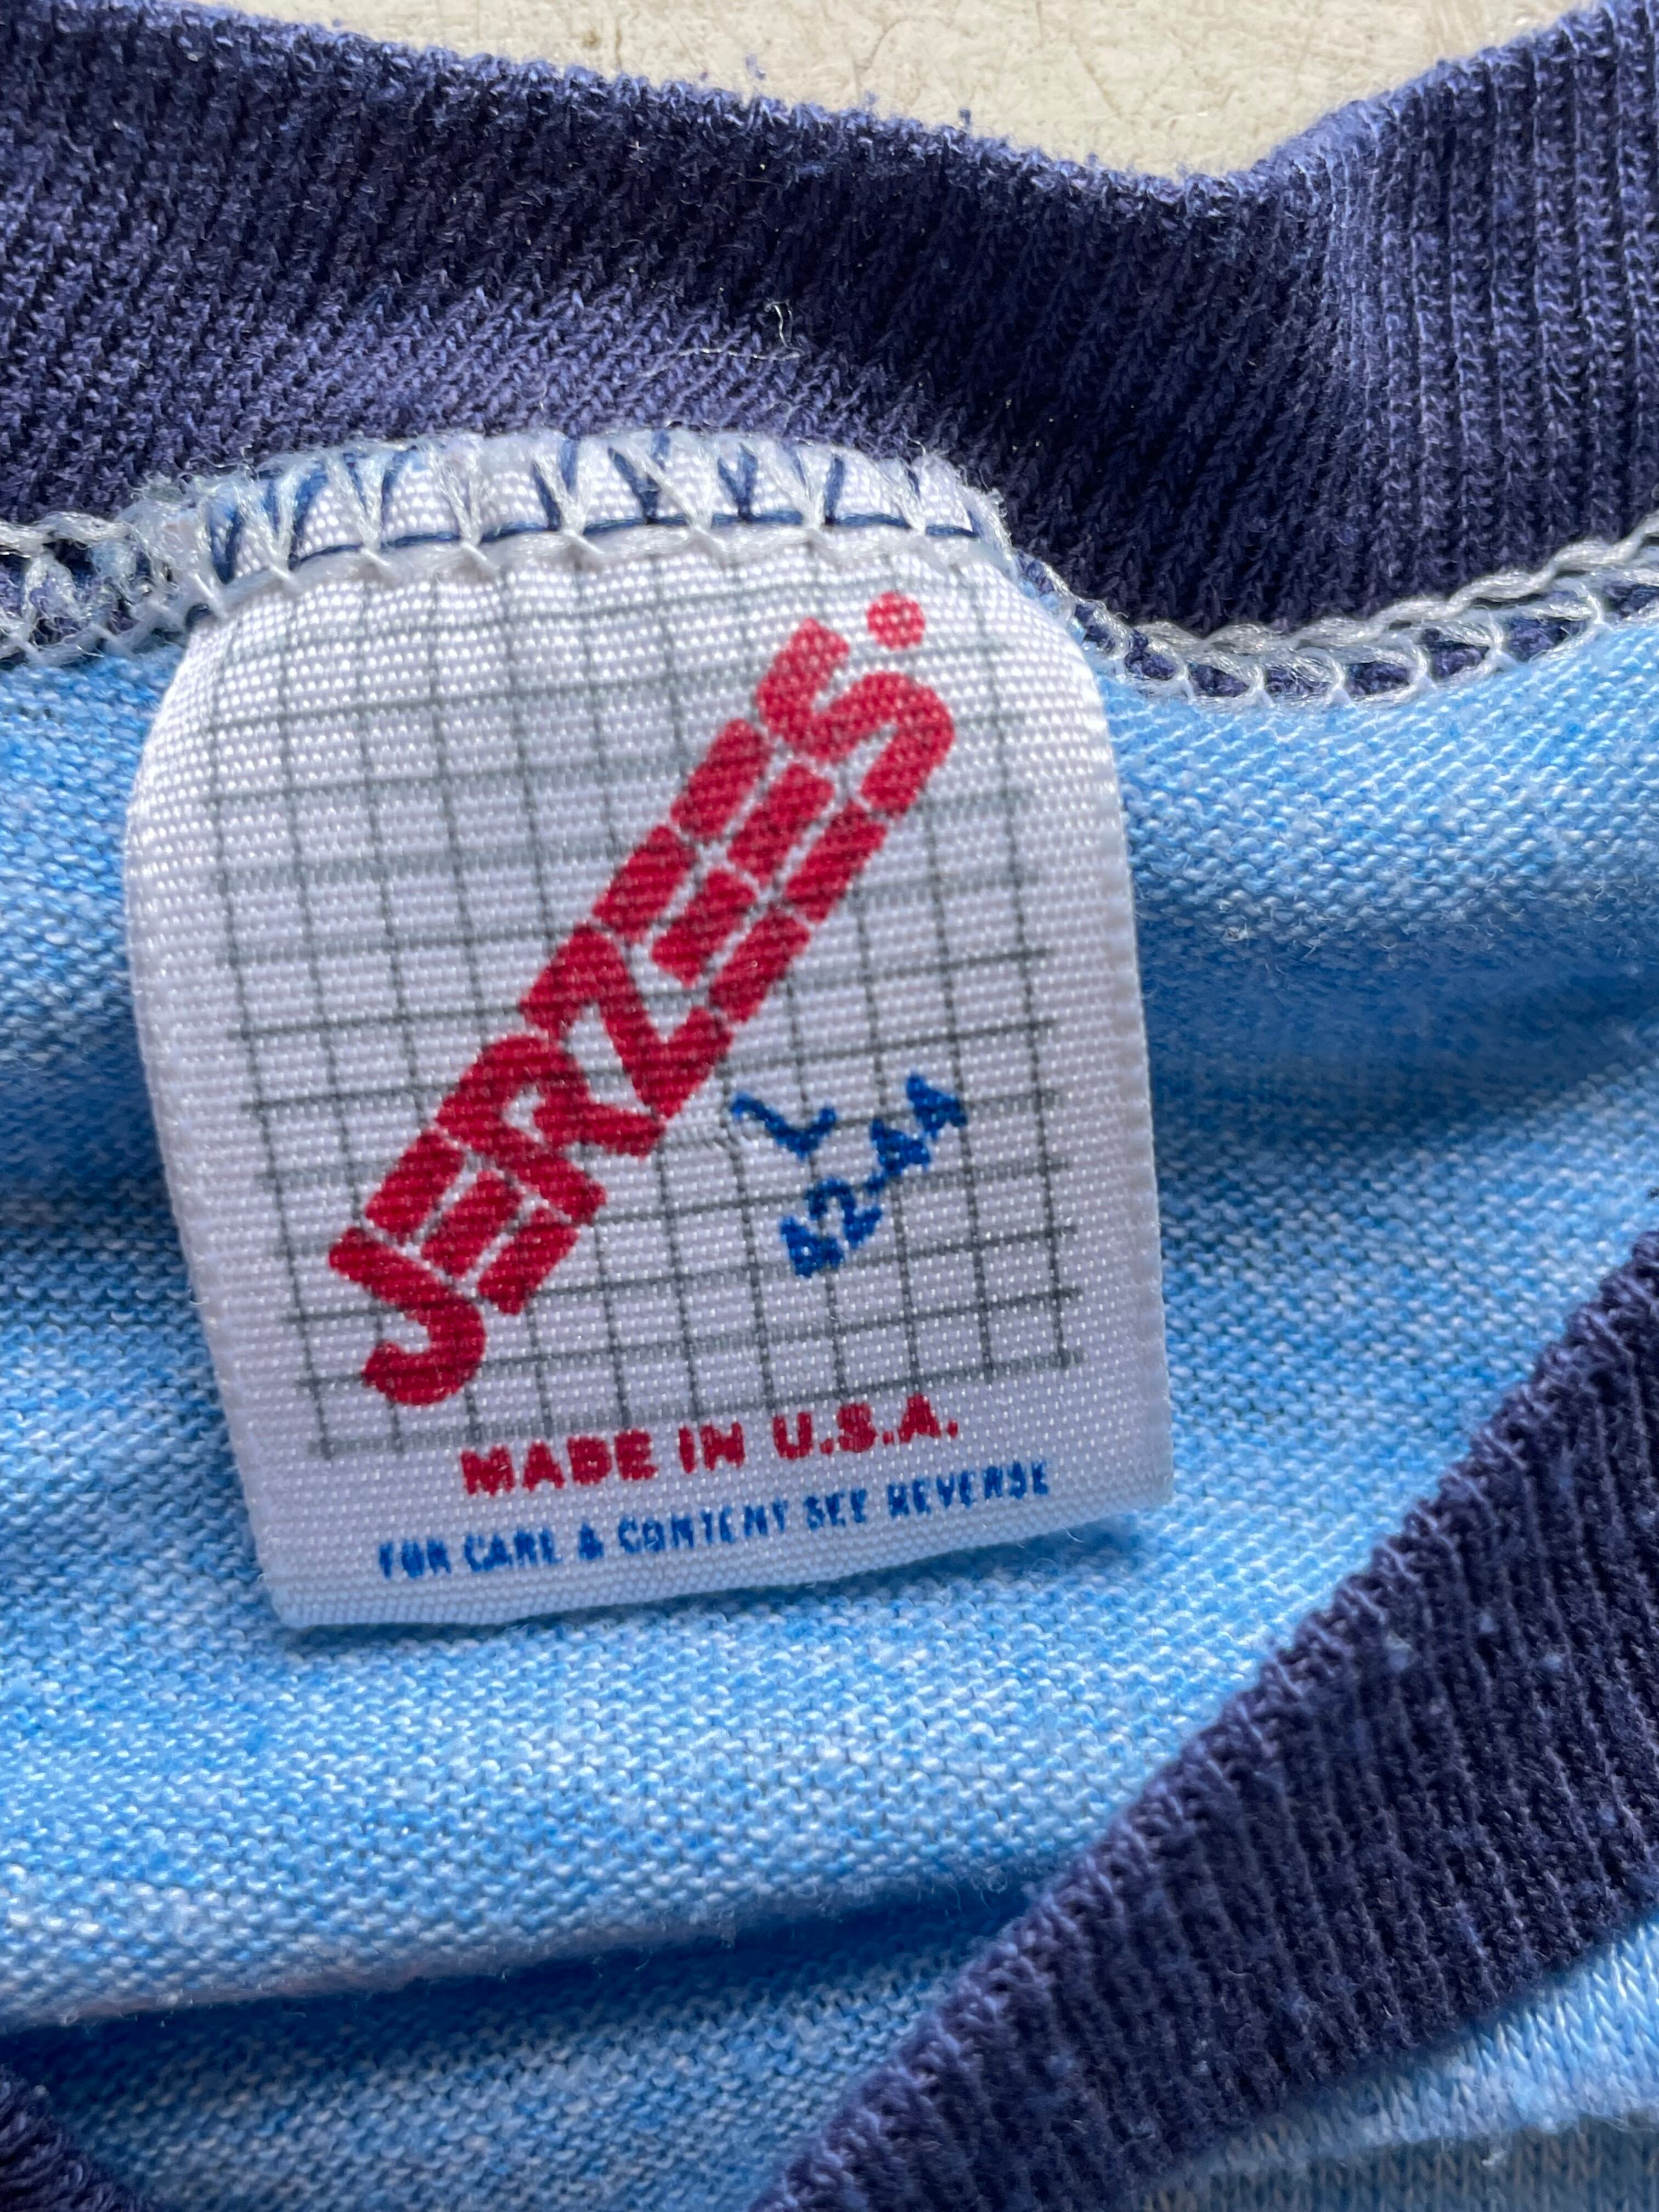 JERZEES.
L
42-44
MADE IN U.S.A.
FOR CARE & CONTENT SEE REVERSE